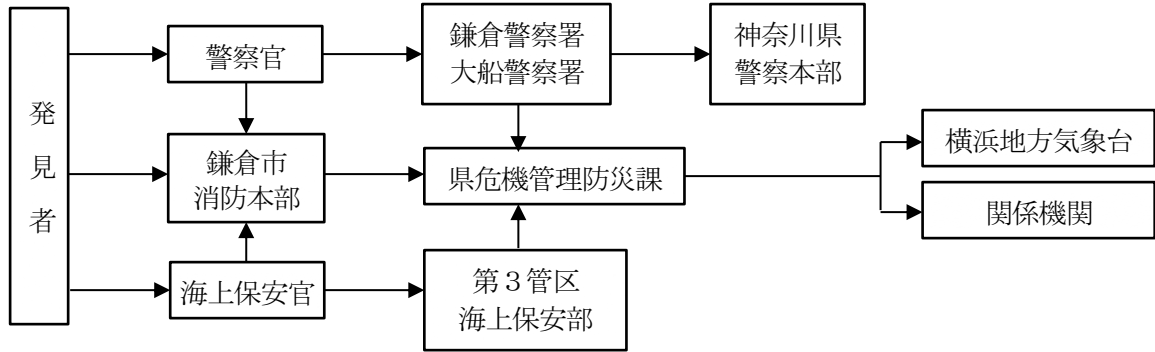 発見者
警察官
鎌倉警察署
大船警察署
神奈川県
警察本部
鎌倉市
消防本部
県危機管理防災課
横浜地方気象台
関係機関
海上保安官
第３管区
海上保安部